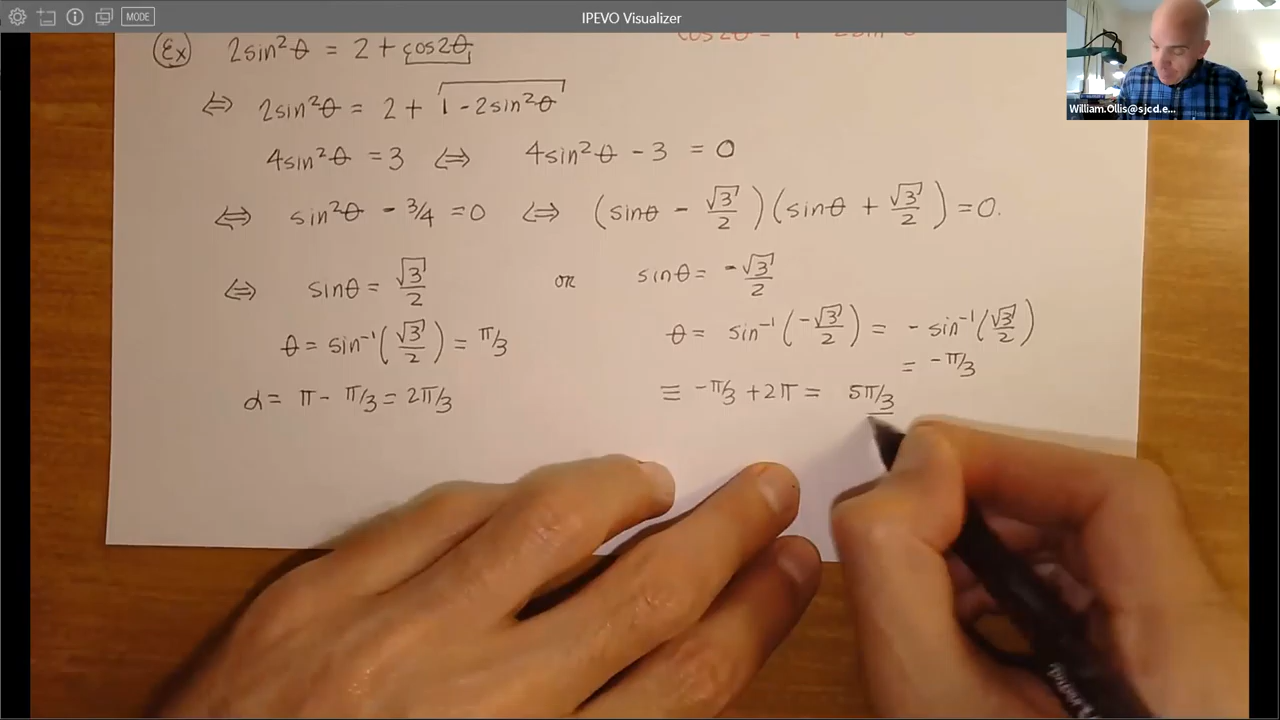 MODE
IPEVO Visualizer
William.Ollis@sjcd.e...
Ex 2sin²θ = 2 + cos2θ
⇔ 2sin²θ = 2 + 1 - 2sin²θ
4sin²θ = 3 ⇔ 4sin²θ - 3 = 0
⇔ sin²θ - 3/4 = 0 ⇔ (sinθ - √3/2)(sinθ + √3/2) = 0.
⇔ sinθ = √3/2 OR sinθ = -√3/2
θ = sin⁻¹(√3/2) = π/3 θ = sin⁻¹(-√3/2) = - sin⁻¹(√3/2)
= -π/3
α = π - π/3 = 2π/3 ≡ -π/3 + 2π = 5π/3